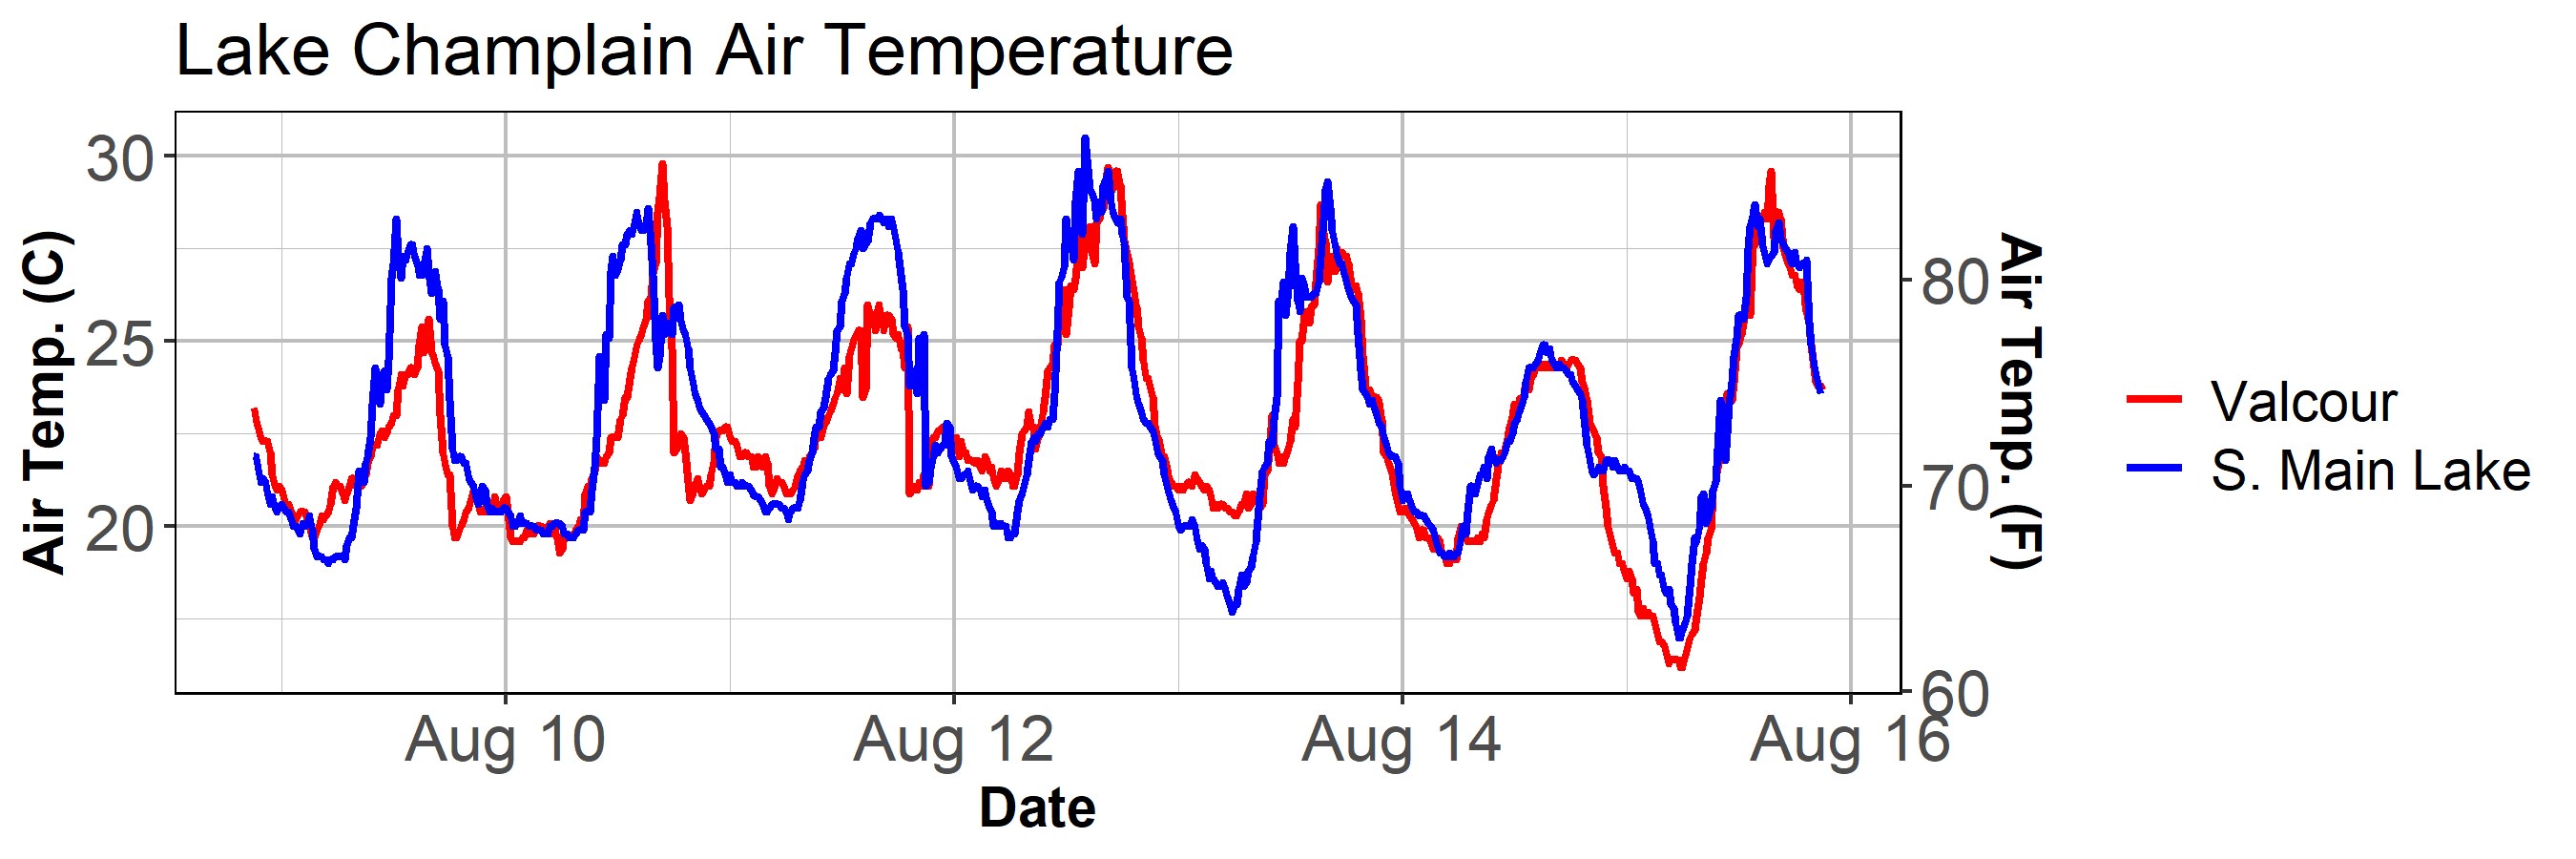 Lake Champlain Air Temperature
Air Temp. (C)
30
25
20
80
70
60
Air Temp. (F)
Valcour
S. Main Lake
Aug 10
Aug 12
Aug 14
Aug 16
Date